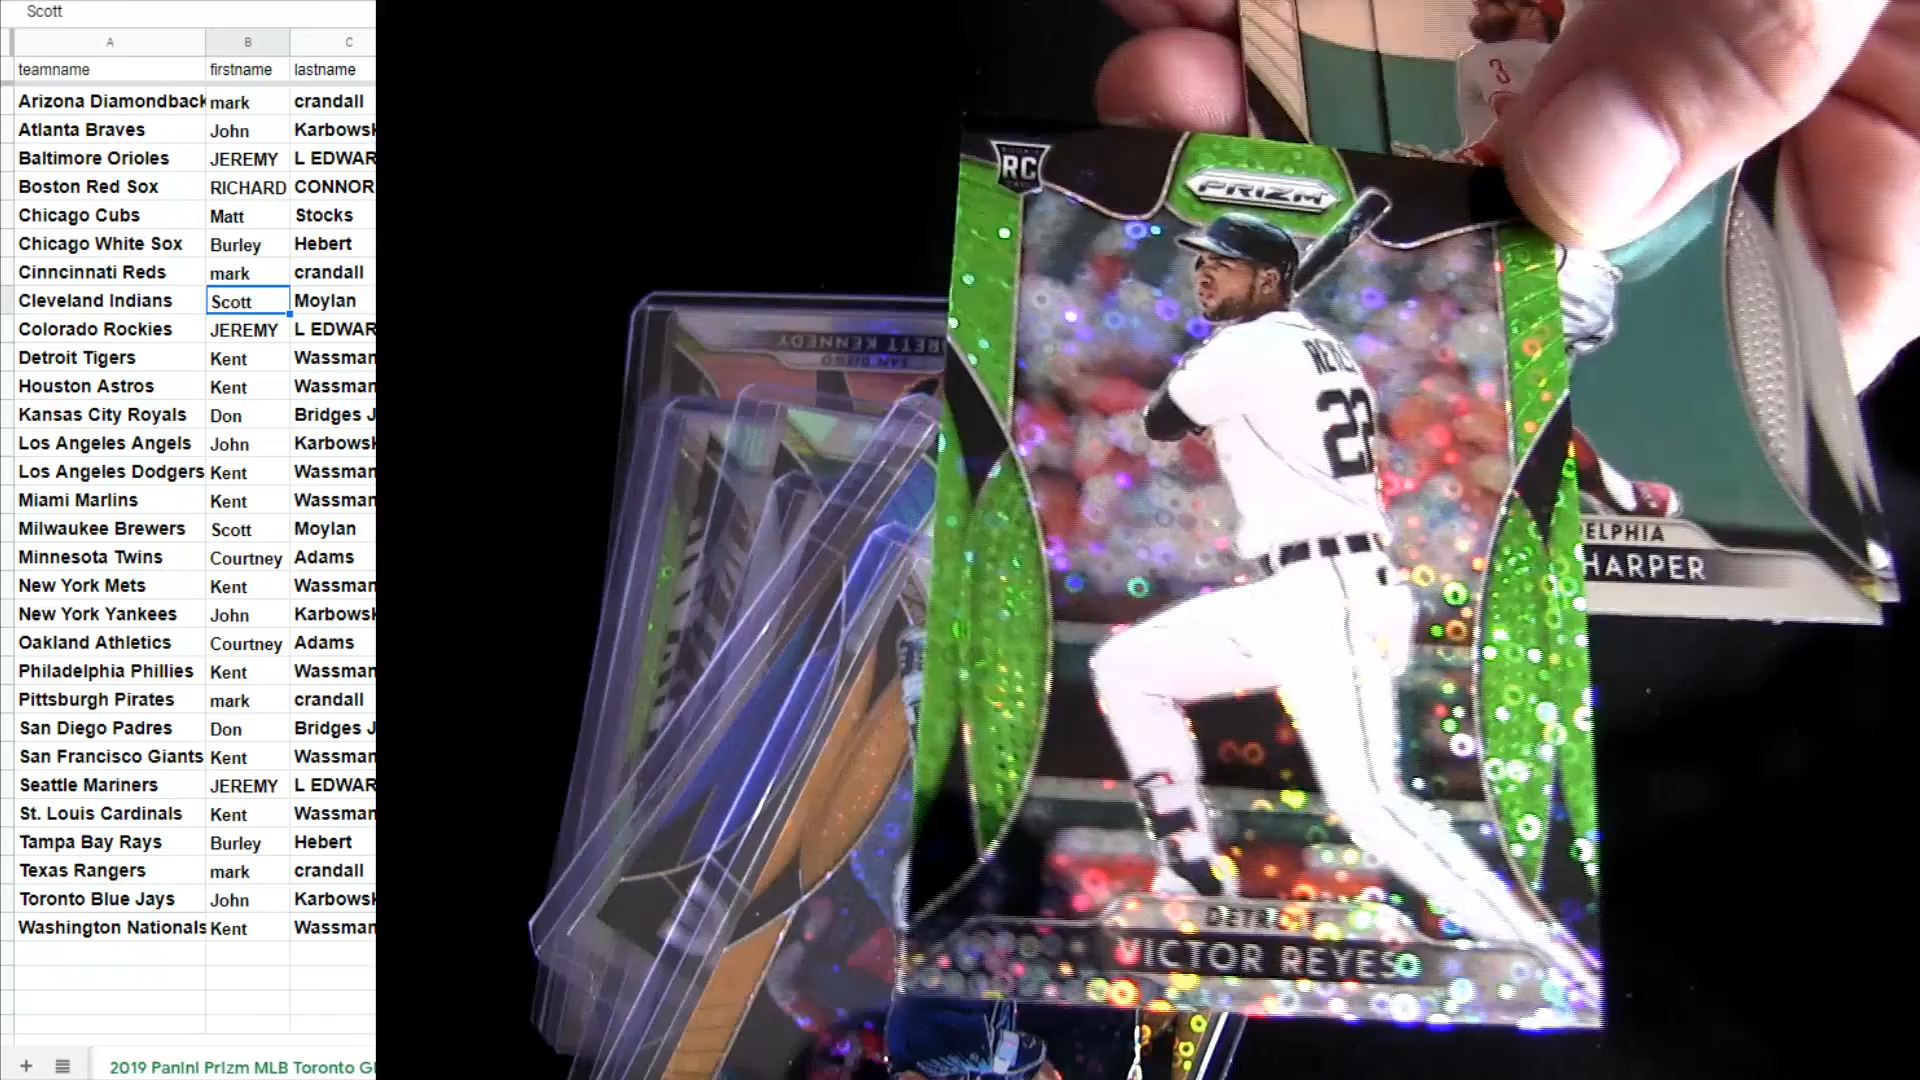 Scott
A B C
teamname firstname lastname
Arizona Diamondback mark crandall
Atlanta Braves John Karbowsk
Baltimore Orioles JEREMY L EDWAR
Boston Red Sox RICHARD CONNOR
Chicago Cubs Matt Stocks
Chicago White Sox Burley Hebert
Cinncinnati Reds mark crandall
Cleveland Indians Scott Moylan
Colorado Rockies JEREMY L EDWAR
Detroit Tigers Kent Wassman
Houston Astros Kent Wassman
Kansas City Royals Don Bridges J
Los Angeles Angels John Karbowsk
Los Angeles Dodgers Kent Wassman
Miami Marlins Kent Wassman
Milwaukee Brewers Scott Moylan
Minnesota Twins Courtney Adams
New York Mets Kent Wassman
New York Yankees John Karbowsk
Oakland Athletics Courtney Adams
Philadelphia Phillies Kent Wassman
Pittsburgh Pirates mark crandall
San Diego Padres Don Bridges J
San Francisco Giants Kent Wassman
Seattle Mariners JEREMY L EDWAR
St. Louis Cardinals Kent Wassman
Tampa Bay Rays Burley Hebert
Texas Rangers mark crandall
Toronto Blue Jays John Karbowsk
Washington Nationals Kent Wassman
2019 Panini Prizm MLB Toronto G
RC
PRIZM
REYES
22
DETROIT
VICTOR REYES
3
ELPHIA
HARPER
RETT KENNEDY
SAN DIEGO